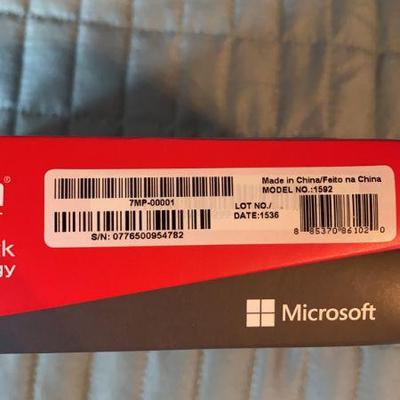 7MP-00001
S/N: 0776500954782
Made in China/Feito na China
MODEL NO.:1592
LOT NO./
DATE:1536
8 85370 86102 0
Microsoft